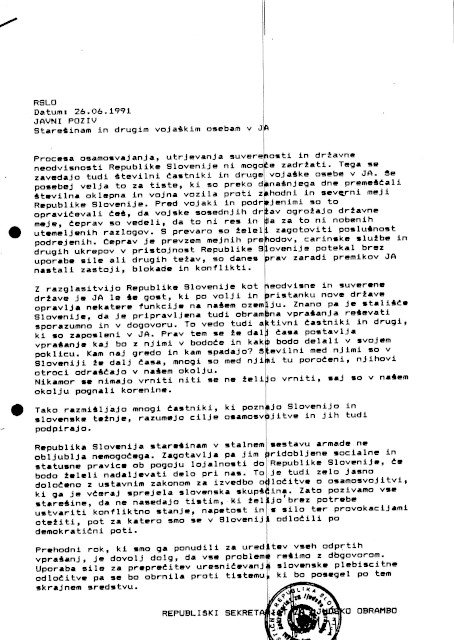 RSLO
Datum: 26.06.1991
JAVNI POZIV
Starešinam in drugim vojaškim osebam v JA
Procesa osamosvajanja, utrjevanja suverenosti in državne
neodvisnosti Republike Slovenije ni mogoče zadržati. Tega se
zavedajo tudi številni častniki in druge vojaške osebe v JA. Še
posebej velja to za tiste, ki so preko današnjega dne premeščali
številna oklepna in vojna vozila proti zahodni in severni meji
Republike Slovenije. Pred vojaki in podrejenimi so to
opravičevali češ, da vojske sosednjih držav ogrožajo državne
meje, čeprav so vedeli, da to ni res in da za to ni nobenih
utemeljenih razlogov. S prevaro so želeli zagotoviti poslušnost
podrejenih. Čeprav je prevzem mejnih prehodov, carinske službe in
drugih ukrepov v pristojnost Republike Slovenije potekal brez
uporabe sile ali drugih težav, so danes prav zaradi premikov JA
nastali zastoji, blokade in konflikti.
Z razglasitvijo Republike Slovenije kot neodvisne in suverene
države je JA le še gost, ki po volji in pristanku nove države
opravlja nekatere funkcije na našem ozemlju. Znano pa je stališče
Slovenije, da je pripravljena tudi obrambna vprašanja reševati
sporazumno in v dogovoru. To vedo tudi aktivni častniki in drugi,
ki so zaposleni v JA. Prav tem se že dalj časa postavlja
vprašanje kaj bo z njimi v bodoče in kako bodo delali v svojem
poklicu. Kam naj gredo in kam spadajo? Številni med njimi so v
Sloveniji že dalj časa, mnogi so med njimi tu poročeni, njihovi
otroci odraščajo v našem okolju.
Nikamor se nimajo vrniti niti se ne želijo vrniti, saj so v našem
okolju pognali korenine.
Tako razmišljajo mnogi častniki, ki poznajo Slovenijo in
slovenske težnje, razumejo cilje osamosvojitve in jih tudi
podpirajo.
Republika Slovenija starešinam v stalnem sestavu armade ne
obljublja nemogočega. Zagotavlja pa jim pridobljene socialne in
statusne pravice ob pogoju lojalnosti do Republike Slovenije, če
bodo želeli nadaljevati delo pri nas. To je tudi zelo jasno
določeno z ustavnim zakonom za izvedbo odločitve o osamosvojitvi,
ki ga je včeraj sprejela slovenska skupščina. Zato pozivamo vse
starešine, da ne nasedajo tistim, ki želijo brez potrebe
ustvariti konfliktno stanje, napetost in s silo ter provokacijami
otežiti, pot za katero smo se v Sloveniji odločili po
demokratični poti.
Prehodni rok, ki smo ga ponudili za ureditev vseh odprtih
vprašanj, je dovolj dolg, da vse probleme rešimo z dogovorom.
Uporaba sile za preprečitev uresničevanja slovenske plebiscitne
odločitve pa se bo obrnila proti tistemu, ki bo posegel po tem
skrajnem sredstvu.
REPUBLIŠKI SEKRETAR ZA LJUDSKO OBRAMBO